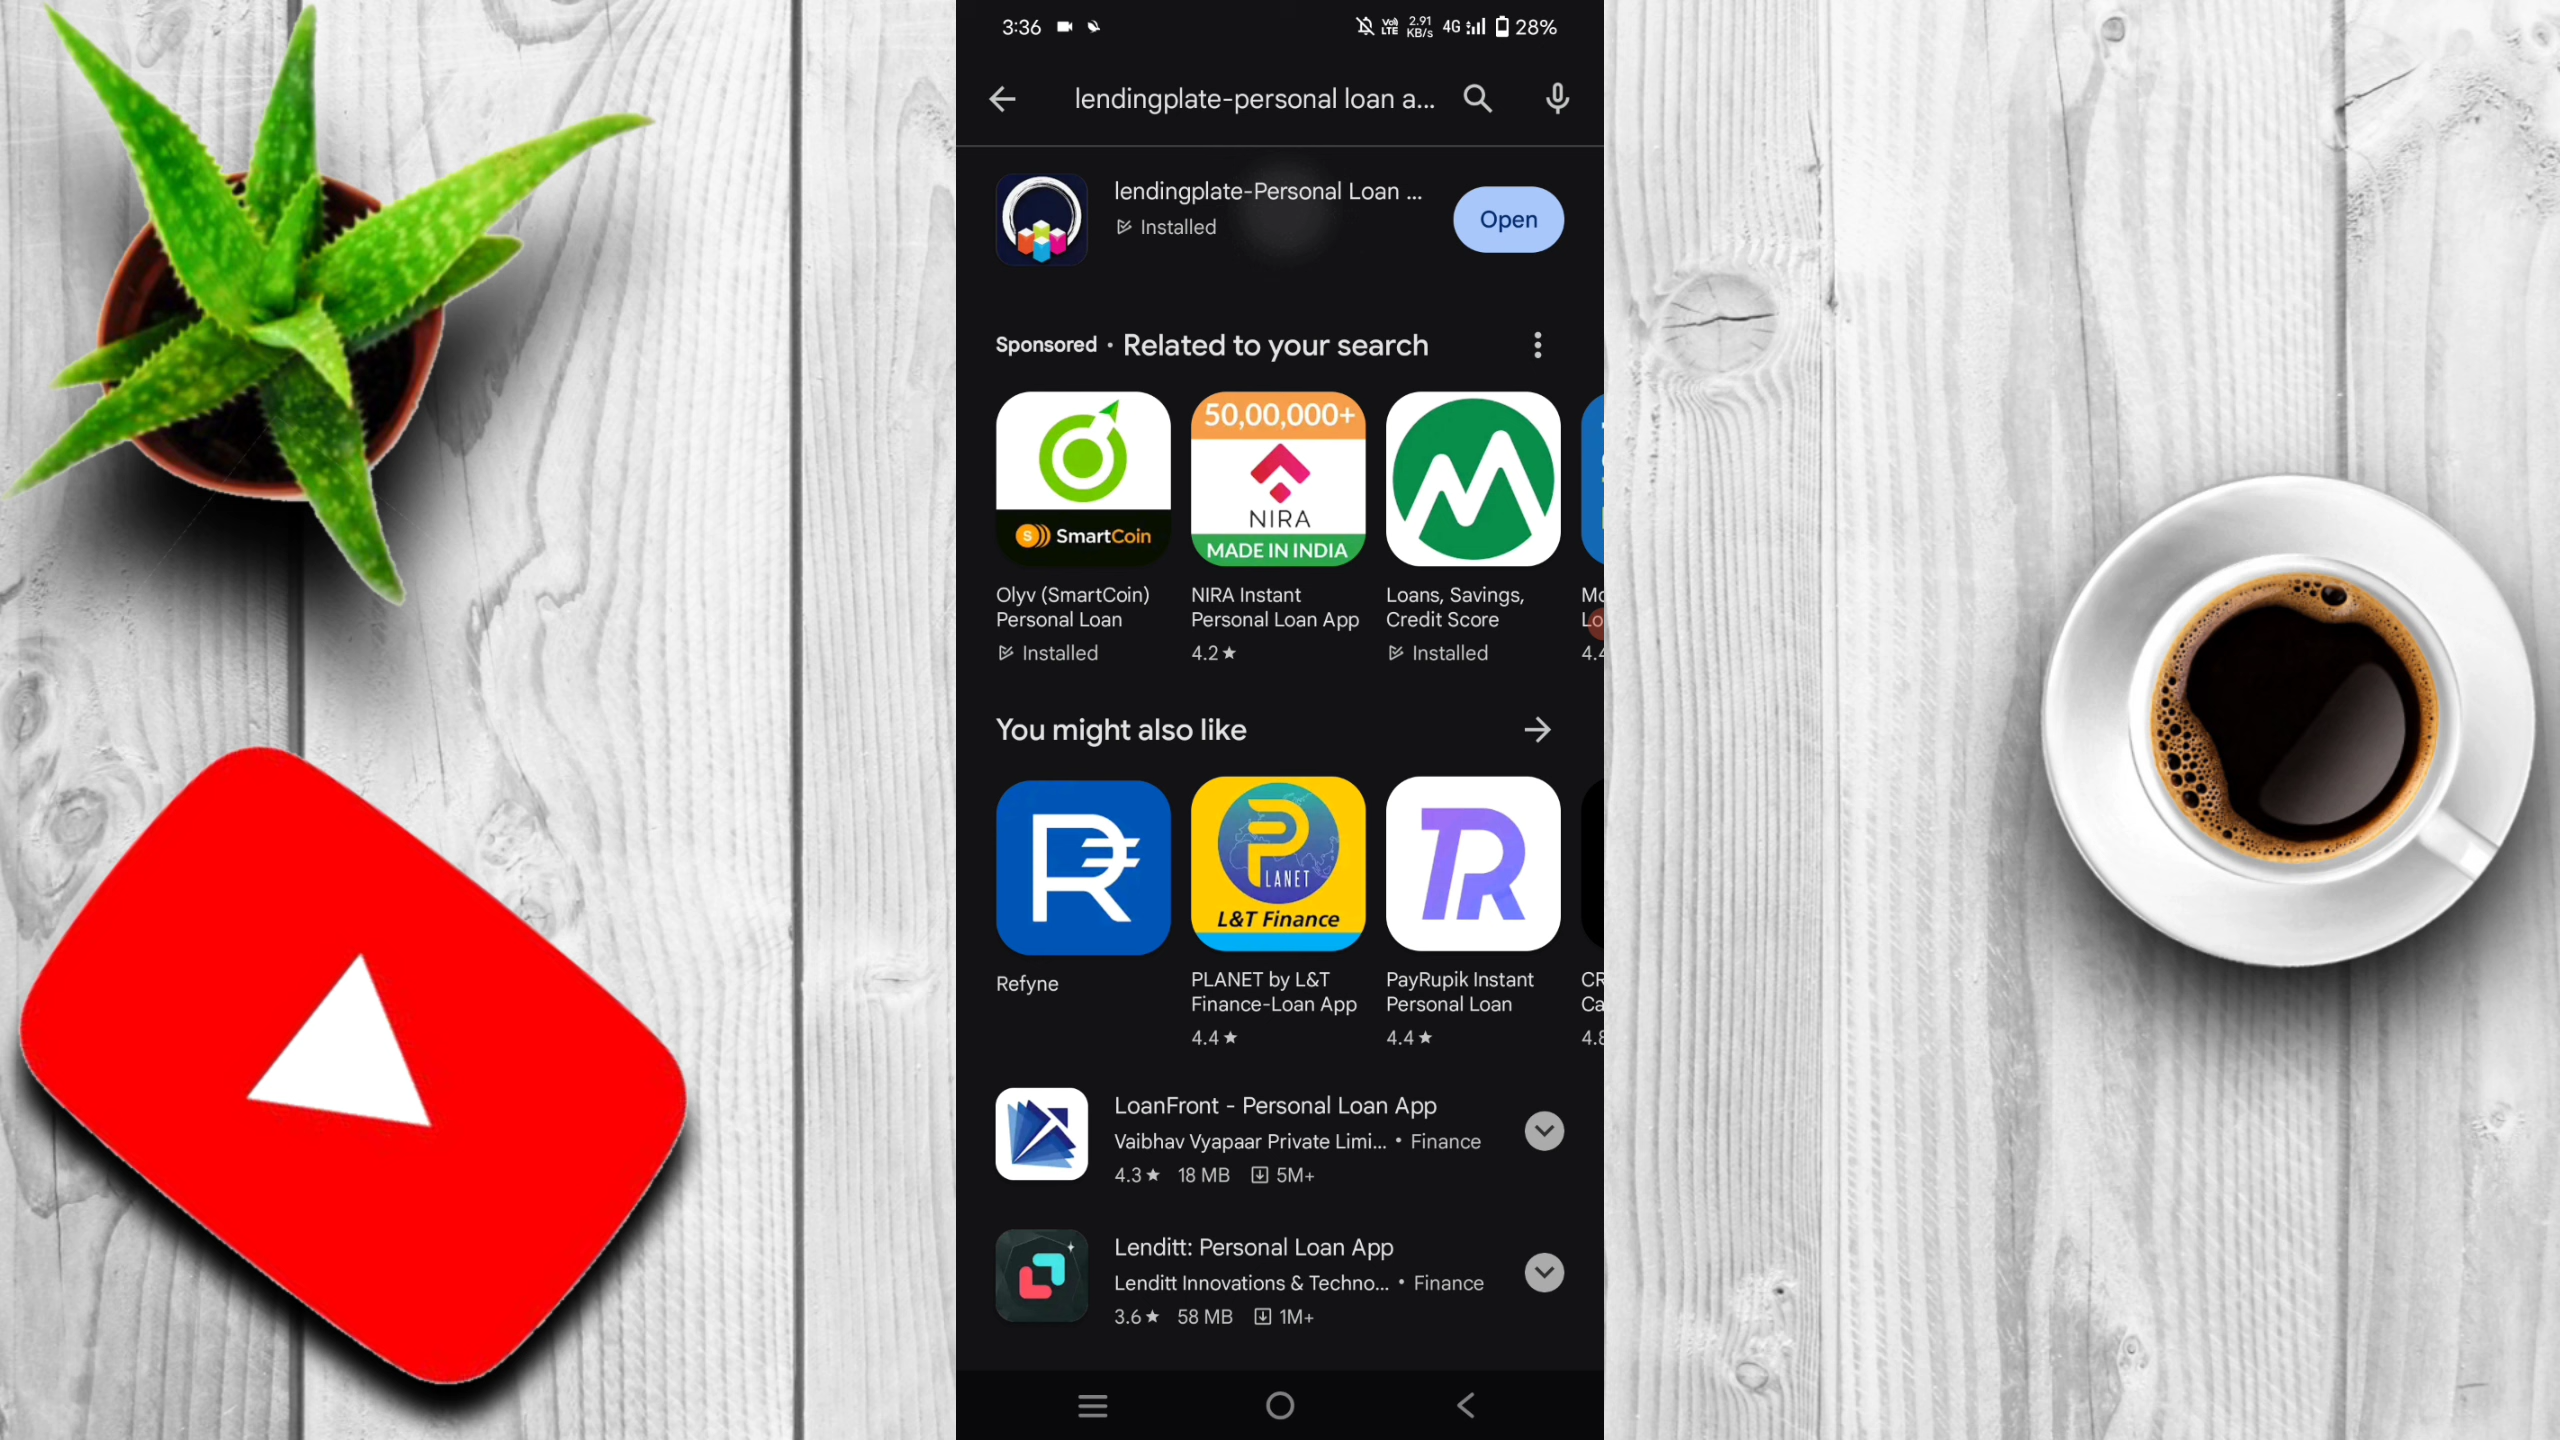 3:36
Vo) LTE 2.91 KB/s 4G 28%
lendingplate-personal loan a...
lendingplate-Personal Loan ...
Installed
Open
Sponsored • Related to your search
SmartCoin
50,00,000+
NIRA
MADE IN INDIA
Olyv (SmartCoin)
Personal Loan
Installed
NIRA Instant
Personal Loan App
4.2★
Loans, Savings,
Credit Score
Installed
You might also like
PLANET
L&T Finance
Refyne
PLANET by L&T
Finance-Loan App
4.4★
PayRupik Instant
Personal Loan
4.4★
LoanFront - Personal Loan App
Vaibhav Vyapaar Private Limi... • Finance
4.3★ 18 MB 5M+
Lenditt: Personal Loan App
Lenditt Innovations & Techno... • Finance
3.6★ 58 MB 1M+